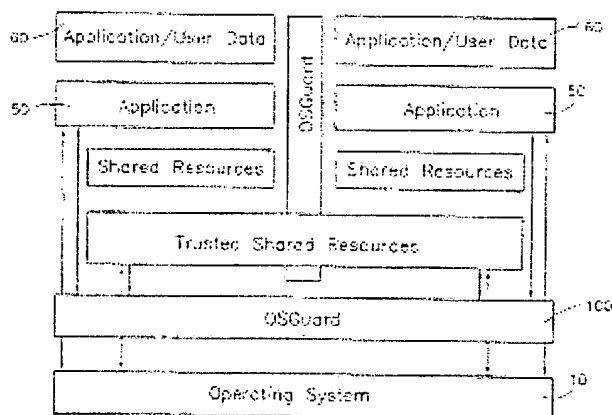 60 Application/User Data
Application/User Data 60
50 Application
Application 50
OSGuard
Shared Resources
Shared Resources
Trusted Shared Resources
OSGuard 100
Operating System 10